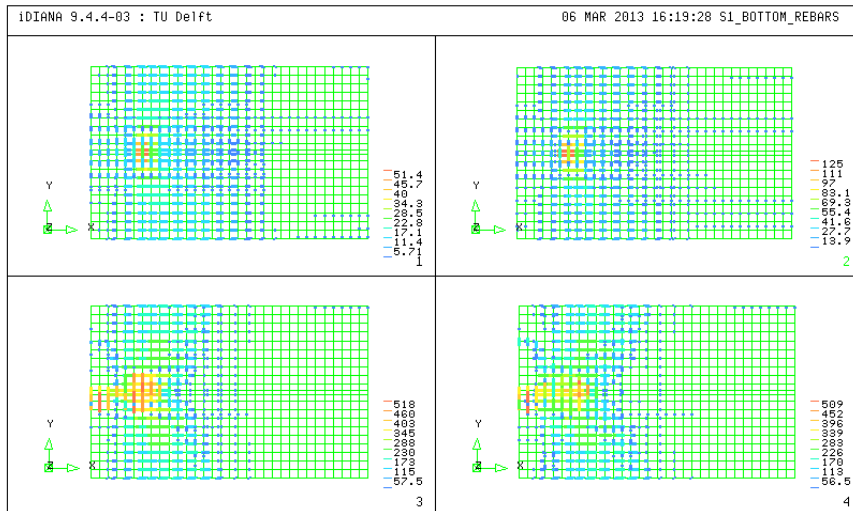 iDIANA 9.4.4-03 : TU Delft
06 MAR 2013 16:19:28 S1_BOTTOM_REBARS
Y
Z
X
51.4
45.7
40
34.3
28.5
22.8
17.1
11.4
5.71
1
Y
Z
X
125
111
97
83.1
69.3
55.4
41.6
27.7
13.9
2
Y
Z
X
518
460
403
345
288
230
173
115
57.5
3
Y
Z
X
509
452
396
339
283
226
170
113
56.5
4